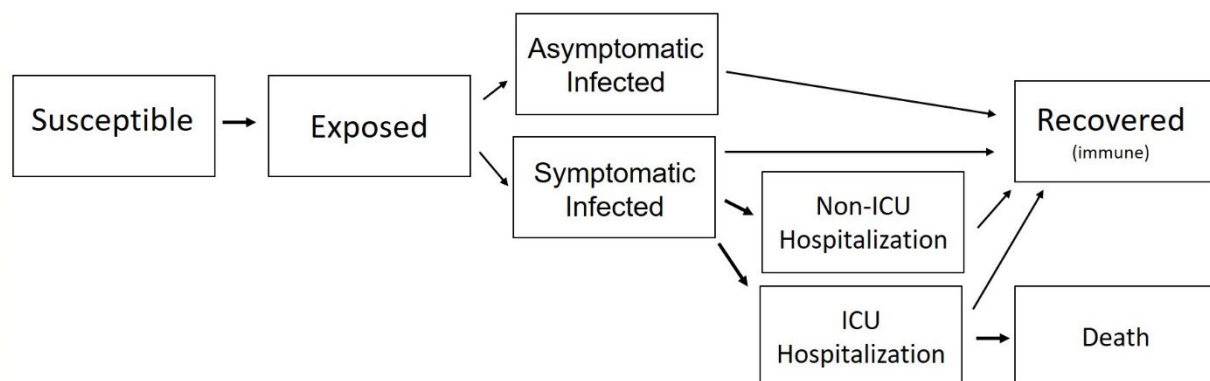 Susceptible
Exposed
Asymptomatic
Infected
Symptomatic
Infected
Non-ICU
Hospitalization
ICU
Hospitalization
Recovered
(immune)
Death